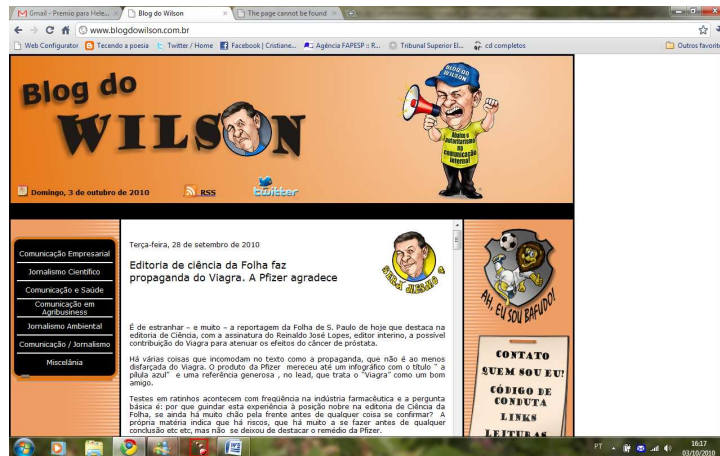 Gmail - Premio para Hele...
Blog do Wilson
The page cannot be found
www.blogdowilson.com.br
Web Configurator
Tecendo a poesia
Twitter / Home
Facebook | Cristiane...
Agência FAPESP :: R...
Tribunal Superior El...
cd completos
Outros favorit
Blog do
WILSON
BLOG DO
WILSON
Abaixo o
autoritarismo
na
comunicação
interna!
Domingo, 3 de outubro de 2010
RSS
twitter
Comunicação Empresarial
Jornalismo Científico
Comunicação e Saúde
Comunicação em
Agribusiness
Jornalismo Ambiental
Comunicação / Jornalismo
Miscelânia
Terça-feira, 28 de setembro de 2010
Editoria de ciência da Folha faz
propaganda do Viagra. A Pfizer agradece
SERÁ MESMO?
É de estranhar – e muito – a reportagem da Folha de S. Paulo de hoje que destaca na
editoria de Ciência, com a assinatura do Reinaldo José Lopes, editor interino, a possível
contribuição do Viagra para atenuar os efeitos do câncer de próstata.
Há várias coisas que incomodam no texto como a propaganda, que não é ao menos
disfarçada do Viagra. O produto da Pfizer mereceu até um infográfico com o título " a
pílula azul" e uma referência generosa , no lead, que trata o "Viagra" como um bom
amigo.
Testes em ratinhos acontecem com freqüência na indústria farmacêutica e a pergunta
básica é: por que guindar esta experiência à posição nobre na editoria de Ciência da
Folha, se ainda há muito chão pela frente antes de qualquer coisa se confirmar? A
própria matéria indica que há riscos, que há muito a se fazer antes de qualquer
conclusão etc etc, mas não se deixou de destacar o remédio da Pfizer.
AH, EU SOU BAFUDO!
CONTATO
QUEM SOU EU!
CÓDIGO DE
CONDUTA
LINKS
LEITURAS
PT
16:17
03/10/2010